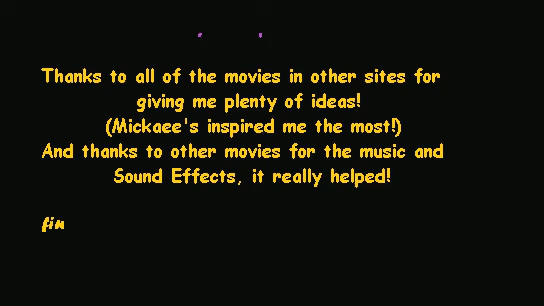 Thanks to all of the movies in other sites for
giving me plenty of ideas!
(Mickaee's inspired me the most!)
And thanks to other movies for the music and
Sound Effects, it really helped!
fin